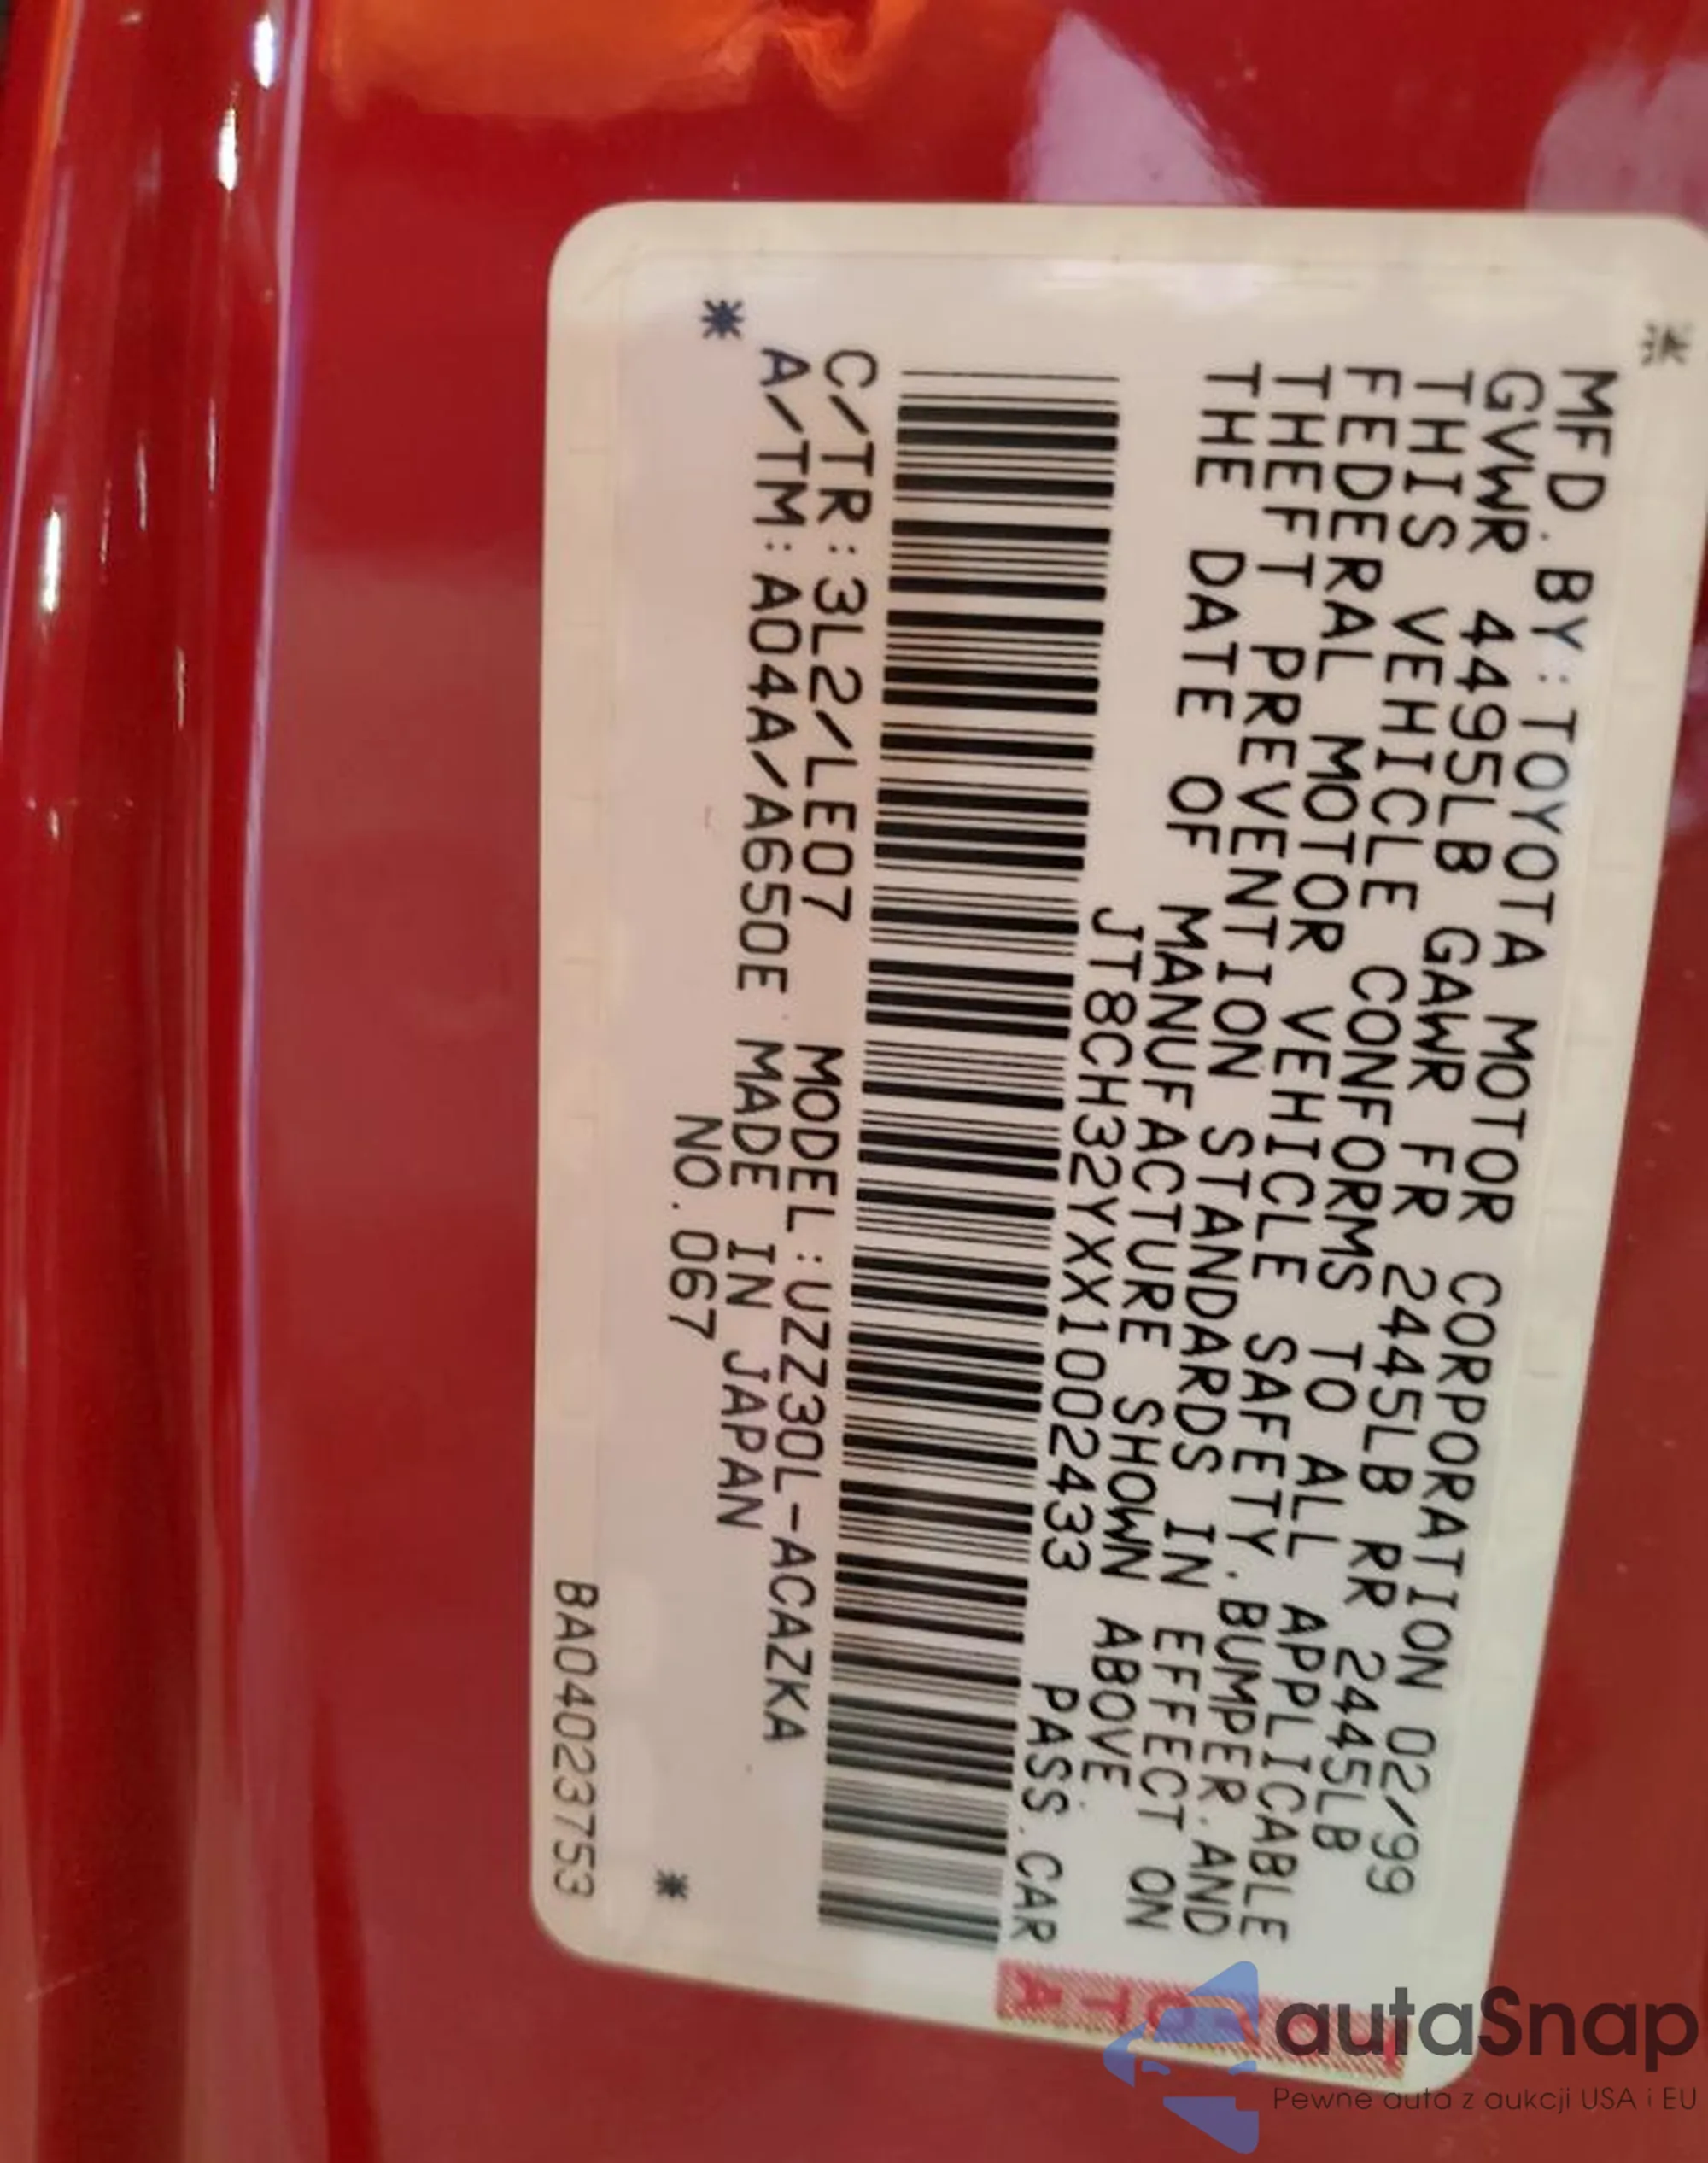 MFD.BY:TOYOTA MOTOR CORPORATION 02/99
GVWR 4495LB GAWR FR 2445LB RR 2445LB
THIS VEHICLE CONFORMS TO ALL APPLICABLE
FEDERAL MOTOR VEHICLE SAFETY.BUMPER.AND
THEFT PREVENTION STANDARDS IN EFFECT ON
THE DATE OF MANUFACTURE SHOWN ABOVE
JT8CH32YXX1002433 PASS.CAR
C/TR:3L2/LE07 MODEL:UZZ30L-ACAZKA
A/TM:A04A/A650E MADE IN JAPAN
NO.067
BA04023753
TOYOTA
autaSnap
Pewne auta z aukcji USA i EU